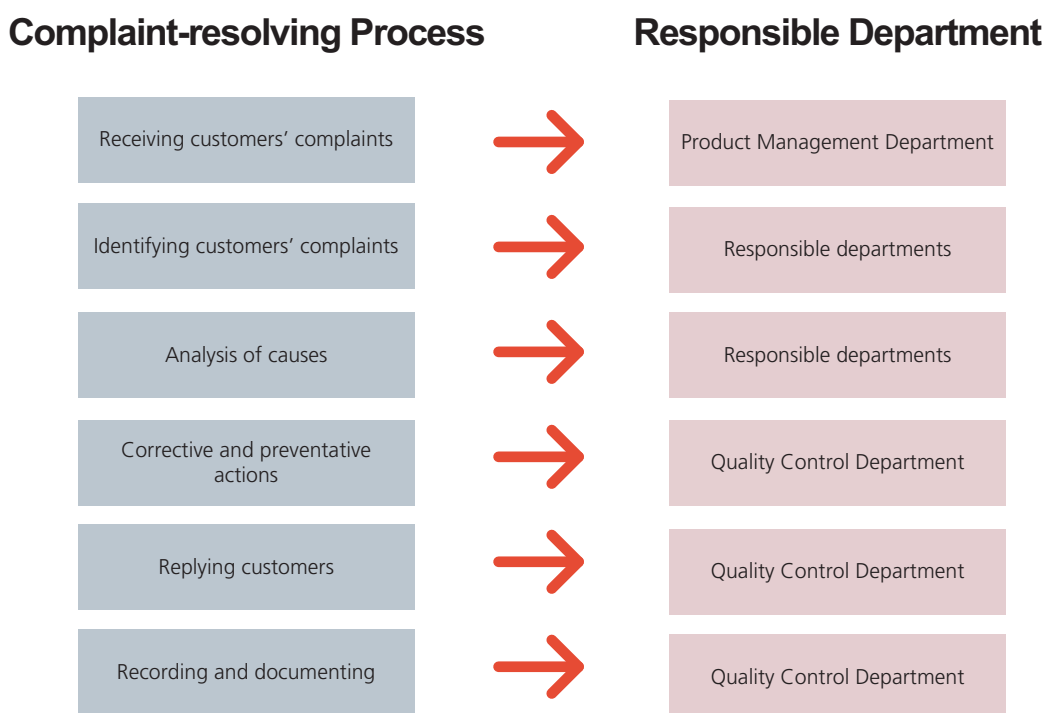 Complaint-resolving Process
Responsible Department
Receiving customers’ complaints
Product Management Department
Identifying customers’ complaints
Responsible departments
Analysis of causes
Responsible departments
Corrective and preventative
actions
Quality Control Department
Replying customers
Quality Control Department
Recording and documenting
Quality Control Department